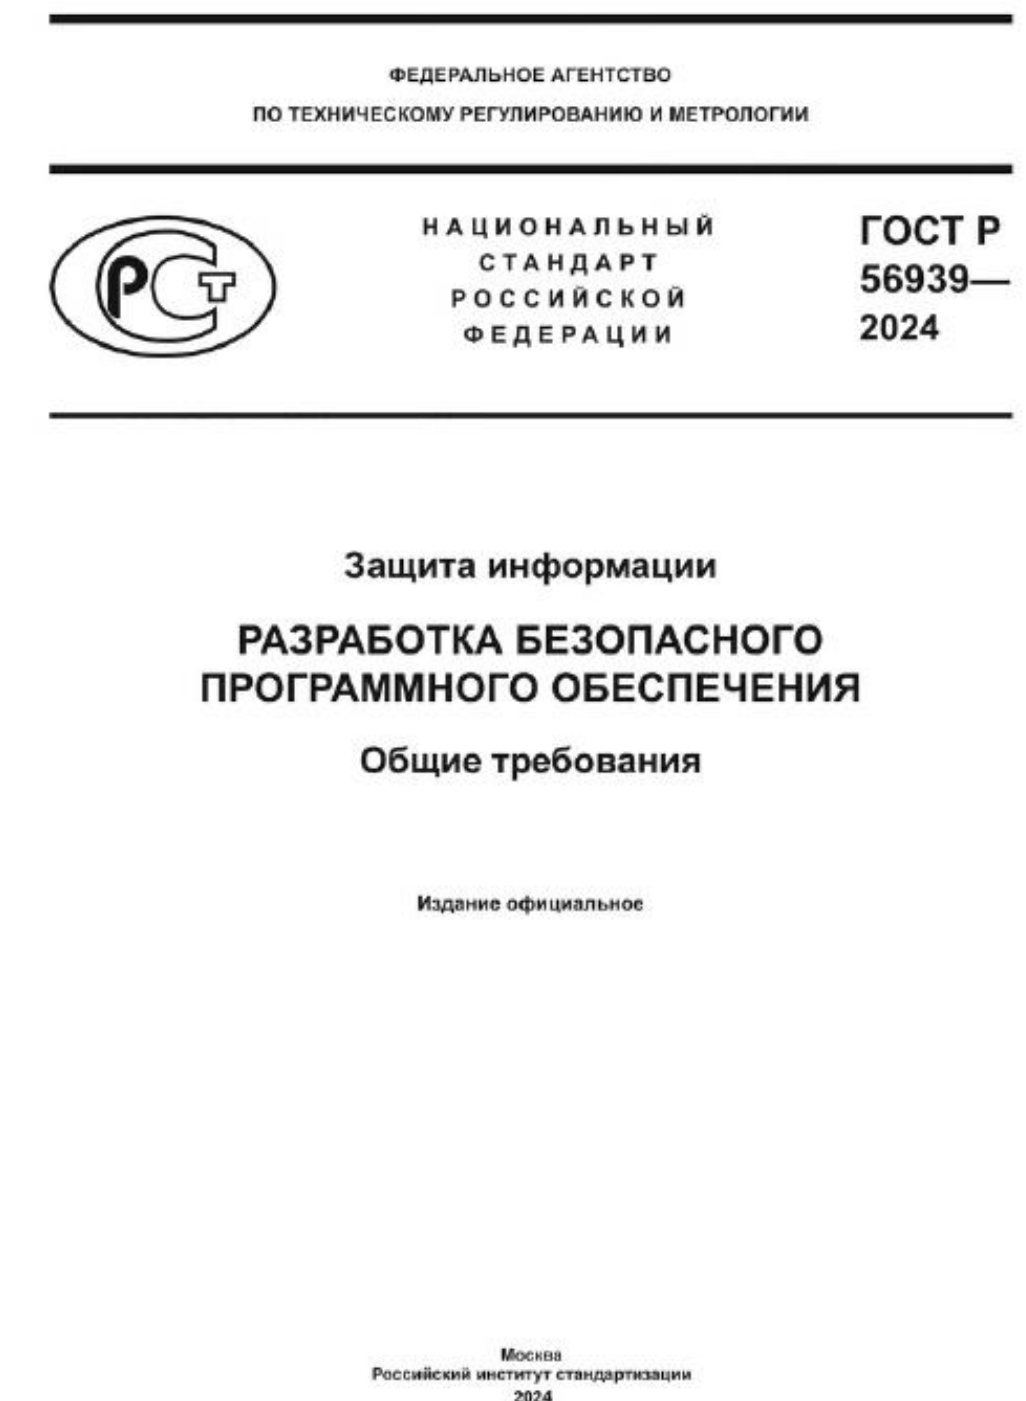 ФЕДЕРАЛЬНОЕ АГЕНТСТВО
ПО ТЕХНИЧЕСКОМУ РЕГУЛИРОВАНИЮ И МЕТРОЛОГИИ
РСТ
НАЦИОНАЛЬНЫЙ
СТАНДАРТ
РОССИЙСКОЙ
ФЕДЕРАЦИИ
ГОСТ Р
56939—
2024
Защита информации
РАЗРАБОТКА БЕЗОПАСНОГО
ПРОГРАММНОГО ОБЕСПЕЧЕНИЯ
Общие требования
Издание официальное
Москва
Российский институт стандартизации
2024